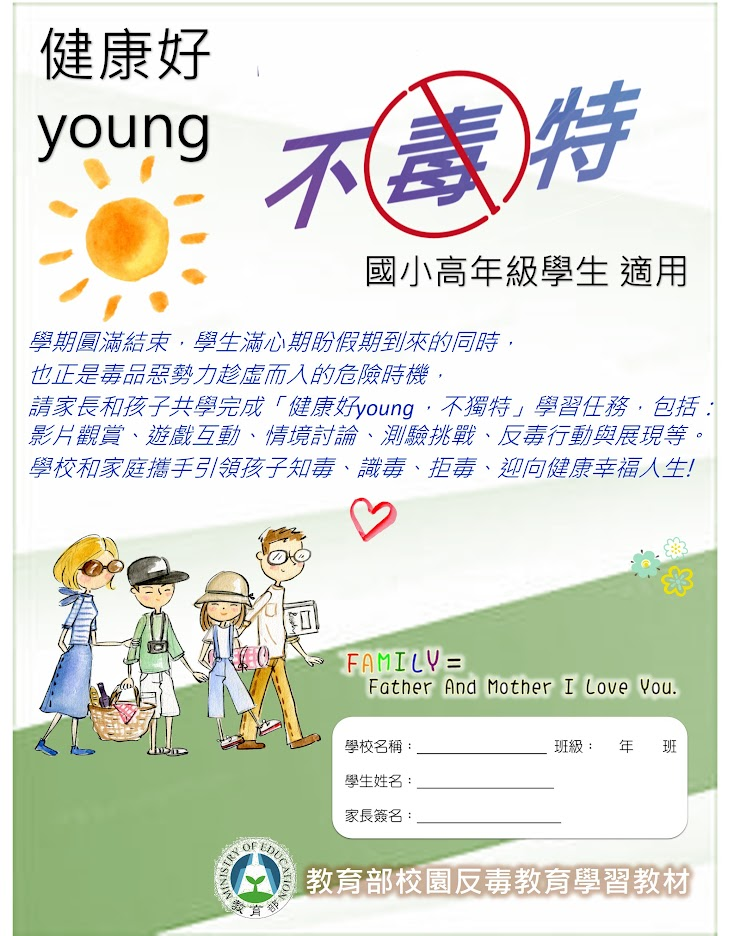 健康好
young
不毒特
國小高年級學生 適用
學期圓滿結束，學生滿心期盼假期到來的同時，
也正是毒品惡勢力趁虛而入的危險時機，
請家長和孩子共學完成「健康好young，不獨特」學習任務，包括：
影片觀賞、遊戲互動、情境討論、測驗挑戰、反毒行動與展現等。
學校和家庭攜手引領孩子知毒、識毒、拒毒、迎向健康幸福人生!
FAMILY=
Father And Mother I Love You.
學校名稱：　班級：　年　班
學生姓名：
家長簽名：
MINISTRY OF EDUCATION
教育部
教育部校園反毒教育學習教材